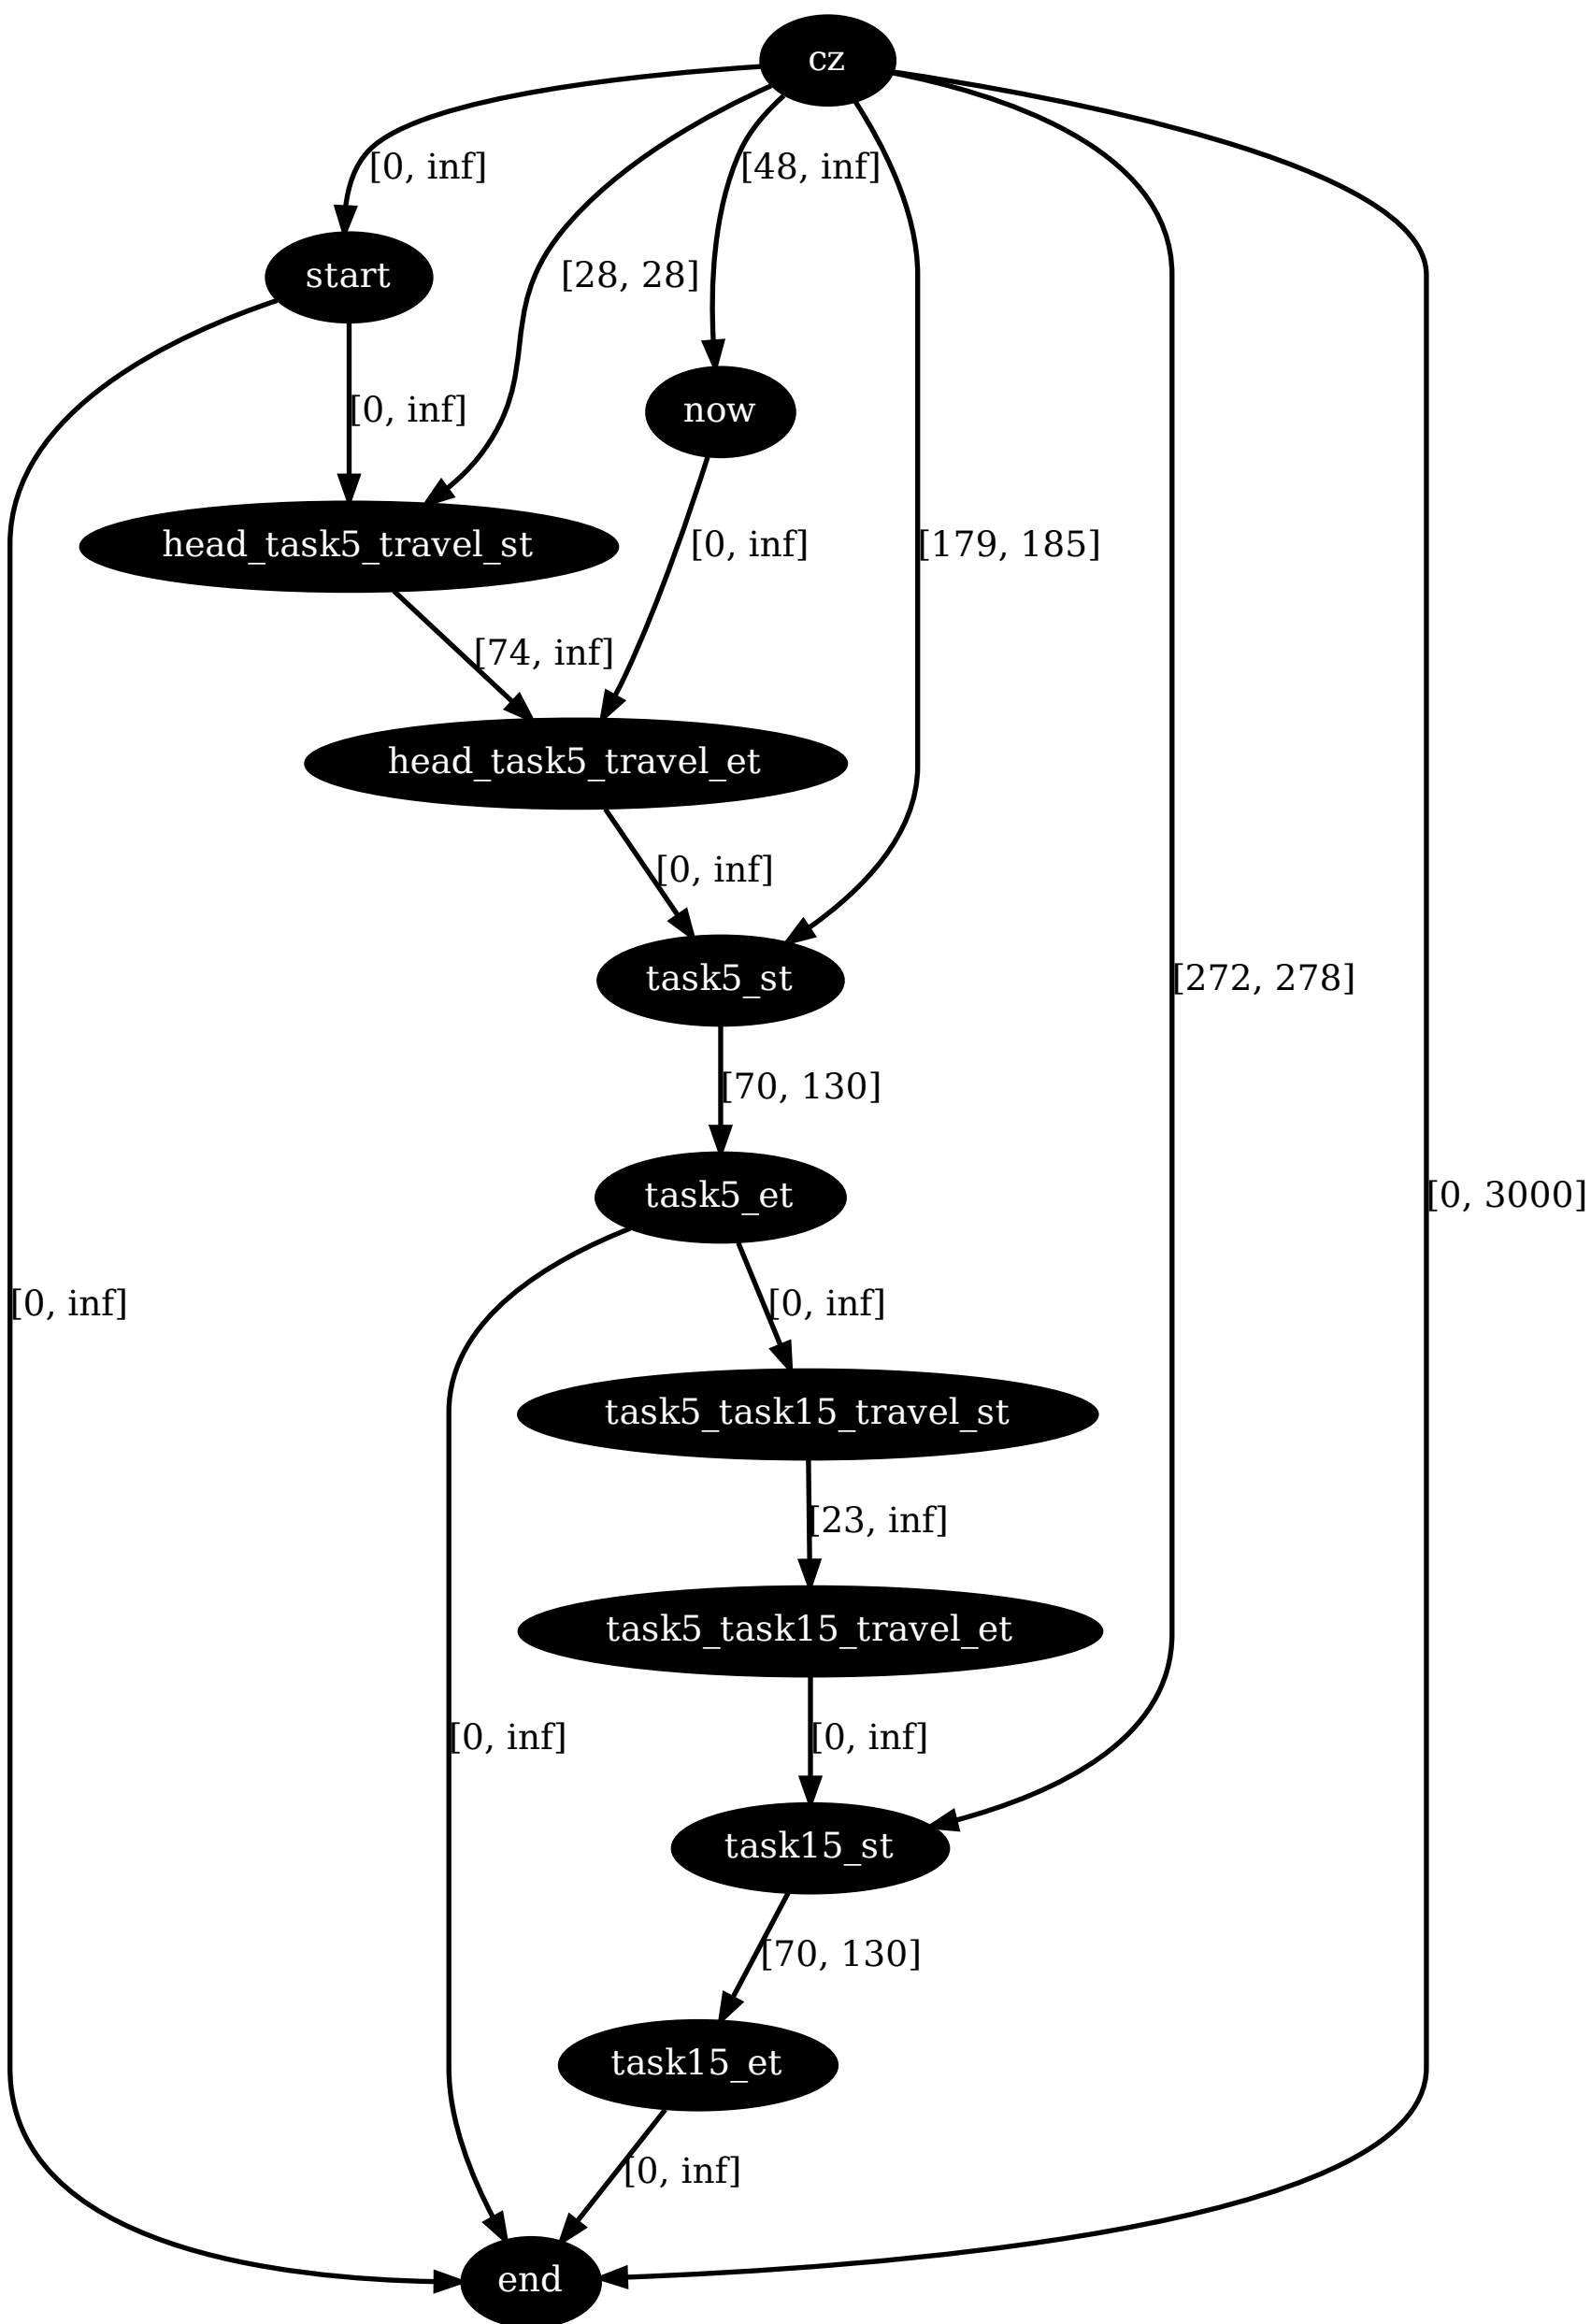 cz
[0, inf]
[48, inf]
start
[28, 28]
now
[0, inf]
head_task5_travel_st
[0, inf]
[179, 185]
[74, inf]
head_task5_travel_et
[0, inf]
task5_st
[272, 278]
[70, 130]
task5_et
[0, 3000]
[0, inf]
[0, inf]
task5_task15_travel_st
[23, inf]
task5_task15_travel_et
[0, inf]
[0, inf]
task15_st
[70, 130]
task15_et
[0, inf]
end